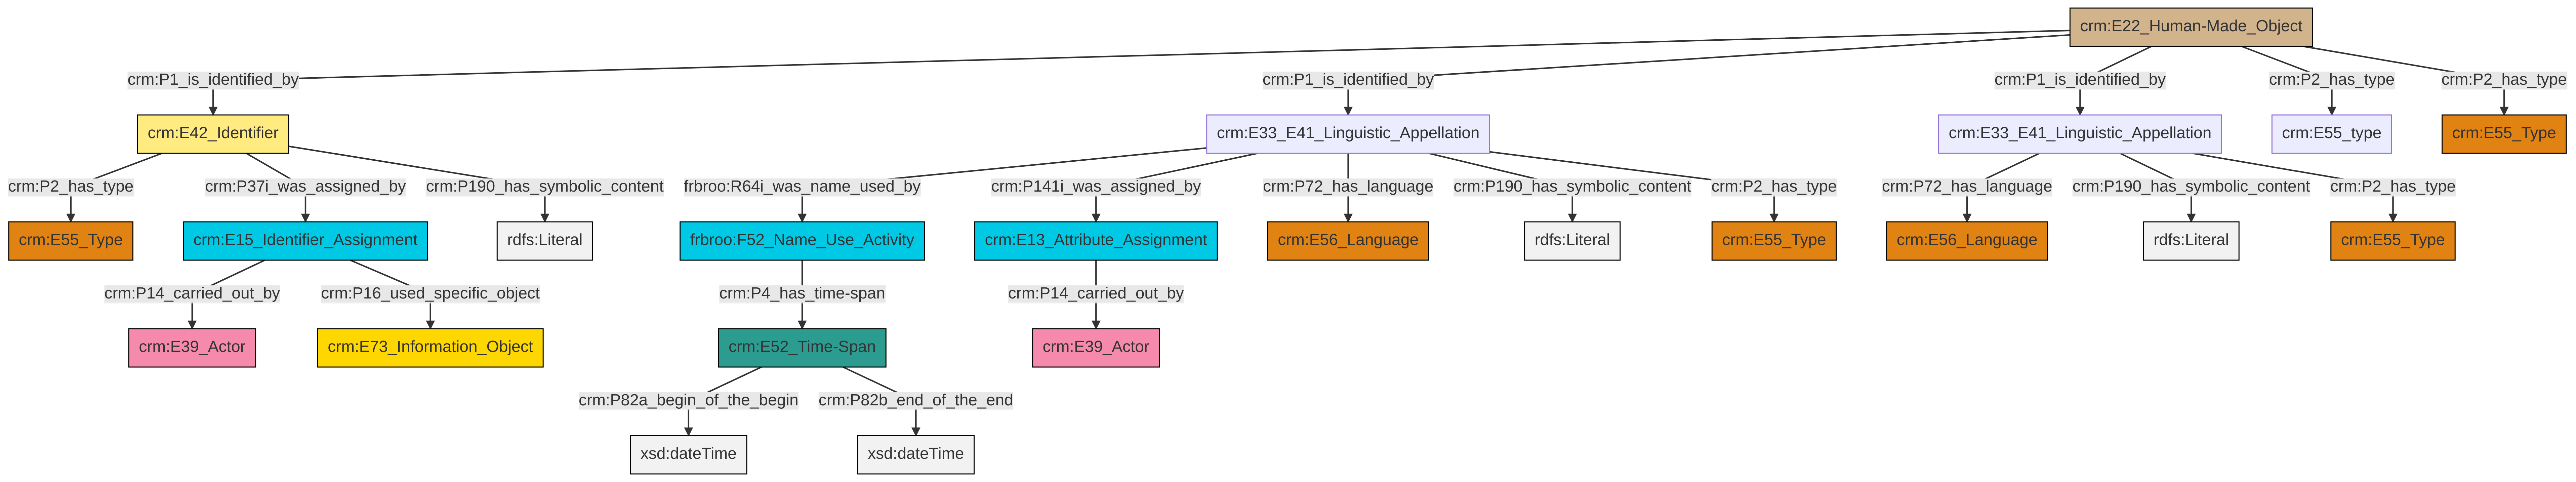 crm:E22_Human-Made_Object
crm:P1_is_identified_by
crm:P1_is_identified_by
crm:P1_is_identified_by
crm:P2_has_type
crm:P2_has_type
crm:E42_Identifier
crm:E33_E41_Linguistic_Appellation
crm:E33_E41_Linguistic_Appellation
crm:E55_type
crm:E55_Type
crm:P2_has_type
crm:P37i_was_assigned_by
crm:P190_has_symbolic_content
frbroo:R64i_was_name_used_by
crm:P141i_was_assigned_by
crm:P72_has_language
crm:P190_has_symbolic_content
crm:P2_has_type
crm:P72_has_language
crm:P190_has_symbolic_content
crm:P2_has_type
crm:E55_Type
crm:E15_Identifier_Assignment
rdfs:Literal
frbroo:F52_Name_Use_Activity
crm:E13_Attribute_Assignment
crm:E56_Language
rdfs:Literal
crm:E55_Type
crm:E56_Language
rdfs:Literal
crm:E55_Type
crm:P14_carried_out_by
crm:P16_used_specific_object
crm:P4_has_time-span
crm:P14_carried_out_by
crm:E39_Actor
crm:E73_Information_Object
crm:E52_Time-Span
crm:E39_Actor
crm:P82a_begin_of_the_begin
crm:P82b_end_of_the_end
xsd:dateTime
xsd:dateTime